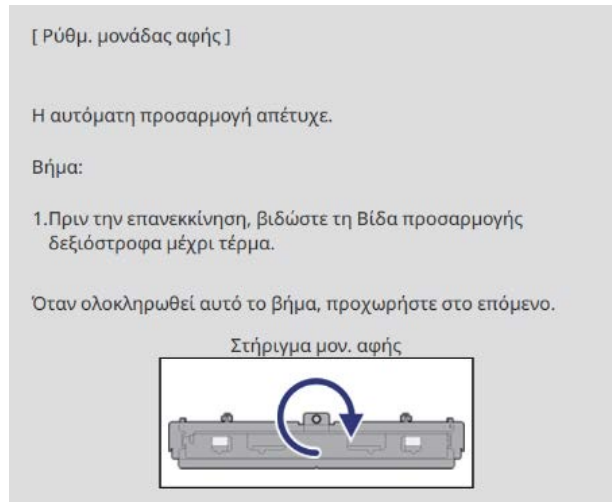 [ Ρύθμ. μονάδας αφής ]
Η αυτόματη προσαρμογή απέτυχε.
Βήμα:
1.Πριν την επανεκκίνηση, βιδώστε τη Βίδα προσαρμογής
δεξιόστροφα μέχρι τέρμα.
Όταν ολοκληρωθεί αυτό το βήμα, προχωρήστε στο επόμενο.
Στήριγμα μον. αφής